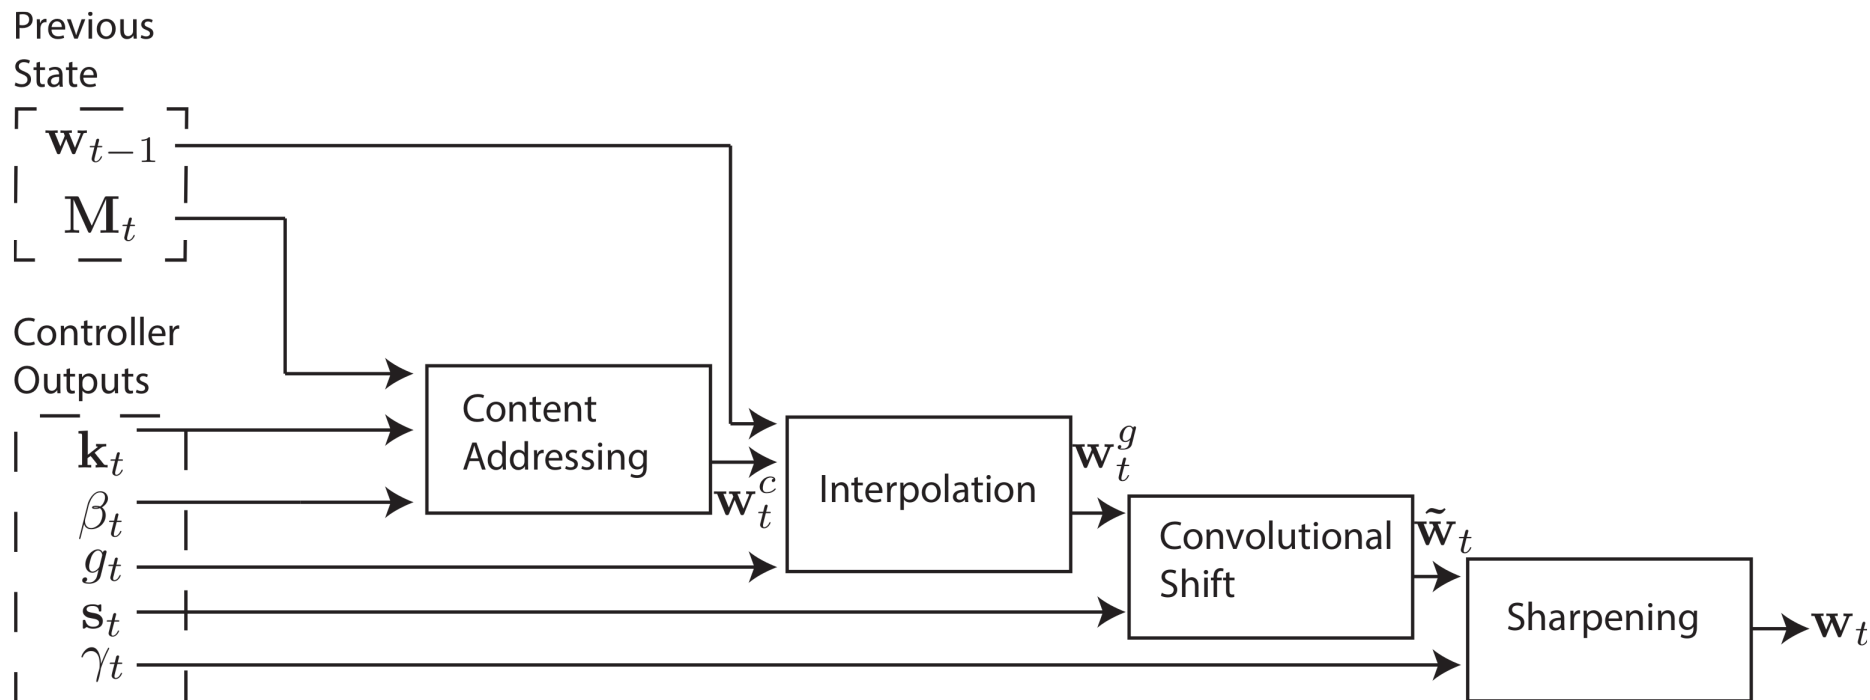 Previous
State
𝐰_{t−1}
𝐌_t
Controller
Outputs
𝐤_t
β_t
g_t
𝐬_t
γ_t
Content
Addressing
𝐰_t^c
Interpolation
𝐰_t^g
Convolutional
Shift
𝐰̃_t
Sharpening
𝐰_t